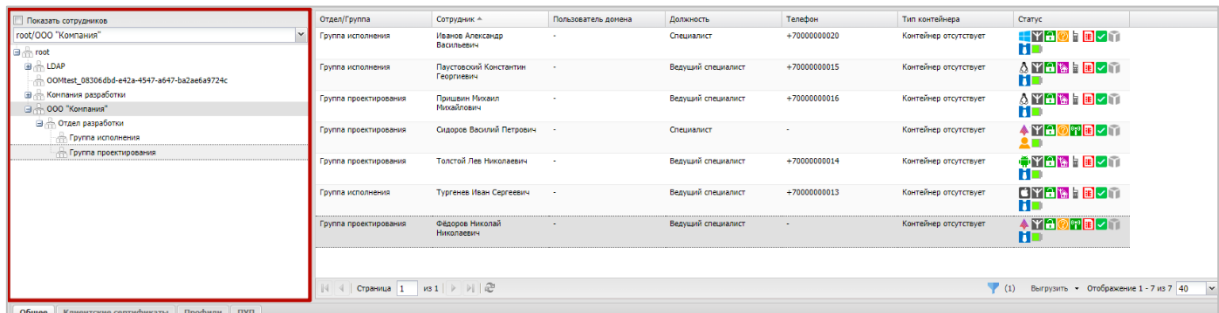 Показать сотрудников
root/ООО "Компания"
root
LDAP
OOMtest_08306dbd-e42a-4547-a647-ba2ae6a9724c
Компания разработки
ООО "Компания"
Отдел разработки
Группа исполнения
Группа проектирования
Отдел/Группа Сотрудник Пользователь домена Должность Телефон Тип контейнера Статус
Группа исполнения Иванов Александр - Специалист +70000000020 Контейнер отсутствует
Васильевич
Группа исполнения Паустовский Константин - Ведущий специалист +70000000015 Контейнер отсутствует
Георгиевич
Группа проектирования Пришвин Михаил - Ведущий специалист +70000000016 Контейнер отсутствует
Михайлович
Группа проектирования Сидоров Василий Петрович - Специалист - Контейнер отсутствует
Группа проектирования Толстой Лев Николаевич - Ведущий специалист +70000000014 Контейнер отсутствует
Группа исполнения Тургенев Иван Сергеевич - Ведущий специалист +70000000013 Контейнер отсутствует
Группа проектирования Фёдоров Николай - Ведущий специалист - Контейнер отсутствует
Николаевич
Страница 1 из 1 (1) Выгрузить Отображение 1 - 7 из 7 40
Общее Клиентские сертификаты Профили ПУП